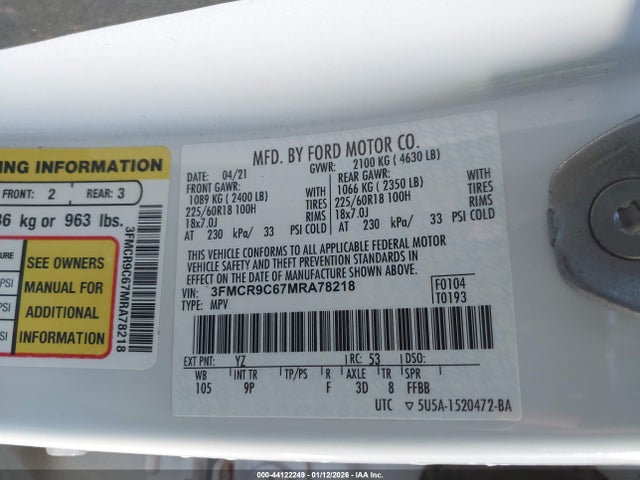 NG INFORMATION
FRONT: 2 REAR: 3
36 kg or 963 lbs.
SEE OWNERS
MANUAL FOR
ADDITIONAL
INFORMATION
PSI
SI
3FMCR9C67MRA78218
MFD. BY FORD MOTOR CO.
DATE: 04/21 GVWR: 2100 KG ( 4630 LB)
FRONT GAWR: REAR GAWR:
1089 KG ( 2400 LB) 1066 KG ( 2350 LB)
225/60R18 100H TIRES 225/60R18 100H
18x7.0J RIMS 18x7.0J RIMS
AT 230 kPa/ 33 PSI COLD AT 230 kPa/ 33 PSI COLD
THIS VEHICLE CONFORMS TO ALL APPLICABLE FEDERAL MOTOR
VEHICLE SAFETY AND THEFT PREVENTION STANDARDS IN
EFFECT ON THE DATE OF MANUFACTURE SHOWN ABOVE.
VIN: 3FMCR9C67MRA78218 F0104
TYPE: MPV T0193
EXT PNT: YZ RC: 53 DSO:
WB INT TR TP/PS R AXLE TR SPR
105 9P F 3D 8 FFBB
UTC 5U5A-1520472-BA
000-44122249 - 01/12/2026 - IAA Holdings, LLC